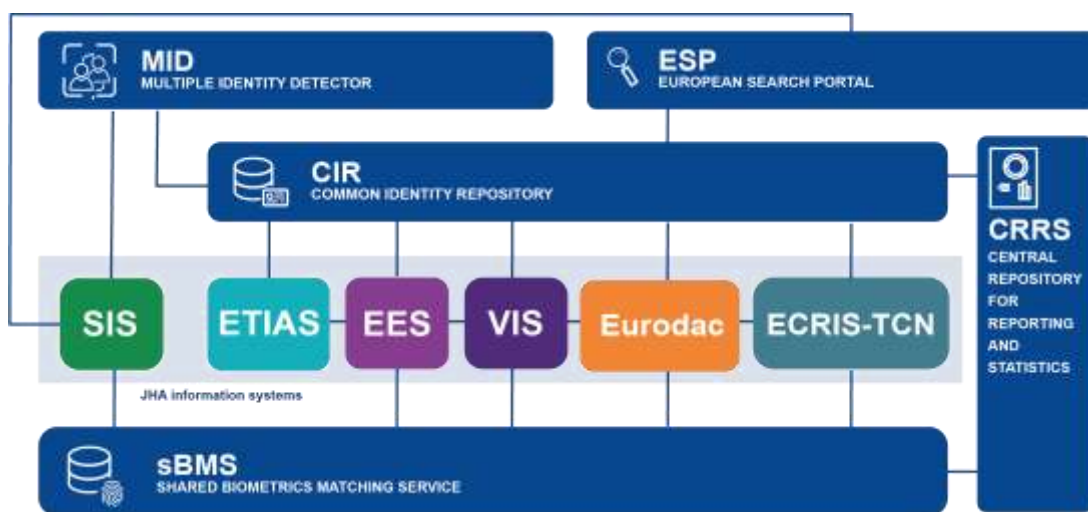 MID
MULTIPLE IDENTITY DETECTOR
ESP
EUROPEAN SEARCH PORTAL
CIR
COMMON IDENTITY REPOSITORY
CRRS
CENTRAL
REPOSITORY
FOR
REPORTING
AND
STATISTICS
SIS
ETIAS
EES
VIS
Eurodac
ECRIS-TCN
JHA information systems
sBMS
SHARED BIOMETRICS MATCHING SERVICE